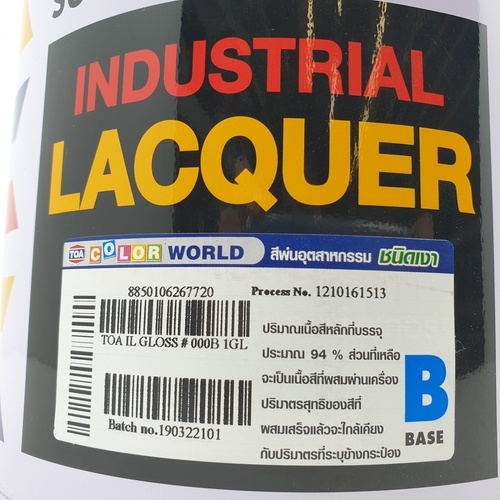 INDUSTRIAL
LACQUER
TOA COLOR WORLD สีพ่นอุตสาหกรรม ชนิดเงา
8850106267720 Process No. 1210161513
TOA IL GLOSS # 000B 1GL
Batch no.190322101
ปริมาณเนื้อสีหลักที่บรรจุ
ประมาณ 94 % ส่วนที่เหลือ
จะเป็นเนื้อสีที่ผสมผ่านเครื่อง
ปริมาตรสุทธิของสีที่
ผสมเสร็จแล้วจะใกล้เคียง
กับปริมาตรที่ระบุข้างกระป๋อง
B
BASE